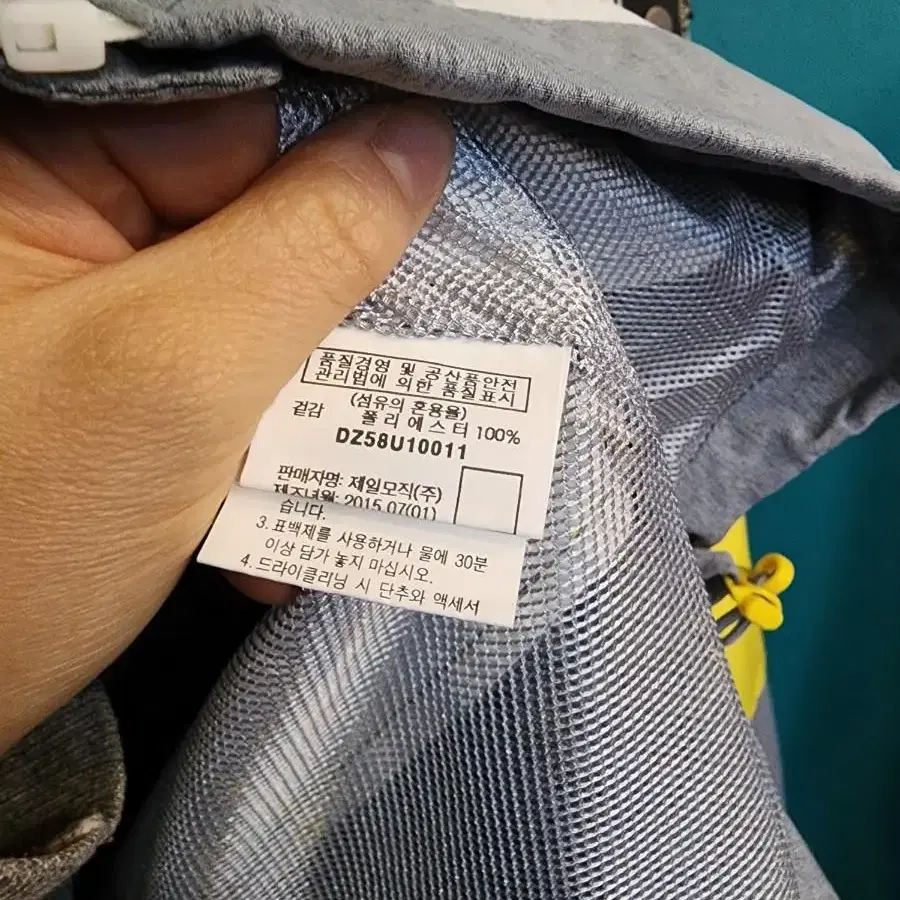 품질경영 및 공산품안전
관리법에 의한 품질표시
(섬유의 혼용율)
겉감 폴리에스터 100%
DZ58U10011
판매자명: 제일모직(주)
제조년월: 2015.07(01)
습니다.
3. 표백제를 사용하거나 물에 30분
이상 담가 놓지 마십시오.
4. 드라이클리닝 시 단추와 액세서